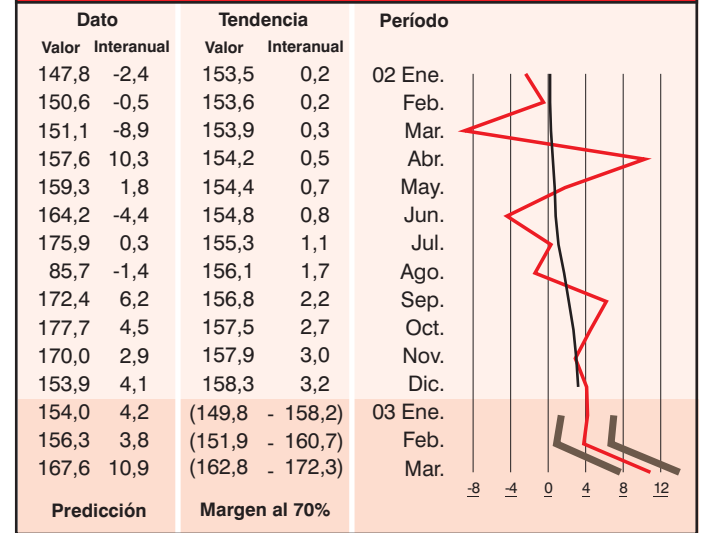 Dato Tendencia Período
Valor Interanual Valor Interanual
147,8 -2,4 153,5 0,2 02 Ene.
150,6 -0,5 153,6 0,2 Feb.
151,1 -8,9 153,9 0,3 Mar.
157,6 10,3 154,2 0,5 Abr.
159,3 1,8 154,4 0,7 May.
164,2 -4,4 154,8 0,8 Jun.
175,9 0,3 155,3 1,1 Jul.
85,7 -1,4 156,1 1,7 Ago.
172,4 6,2 156,8 2,2 Sep.
177,7 4,5 157,5 2,7 Oct.
170,0 2,9 157,9 3,0 Nov.
153,9 4,1 158,3 3,2 Dic.
154,0 4,2 (149,8 - 158,2) 03 Ene.
156,3 3,8 (151,9 - 160,7) Feb.
167,6 10,9 (162,8 - 172,3) Mar.
-8 -4 0 4 8 12
Predicción Margen al 70%